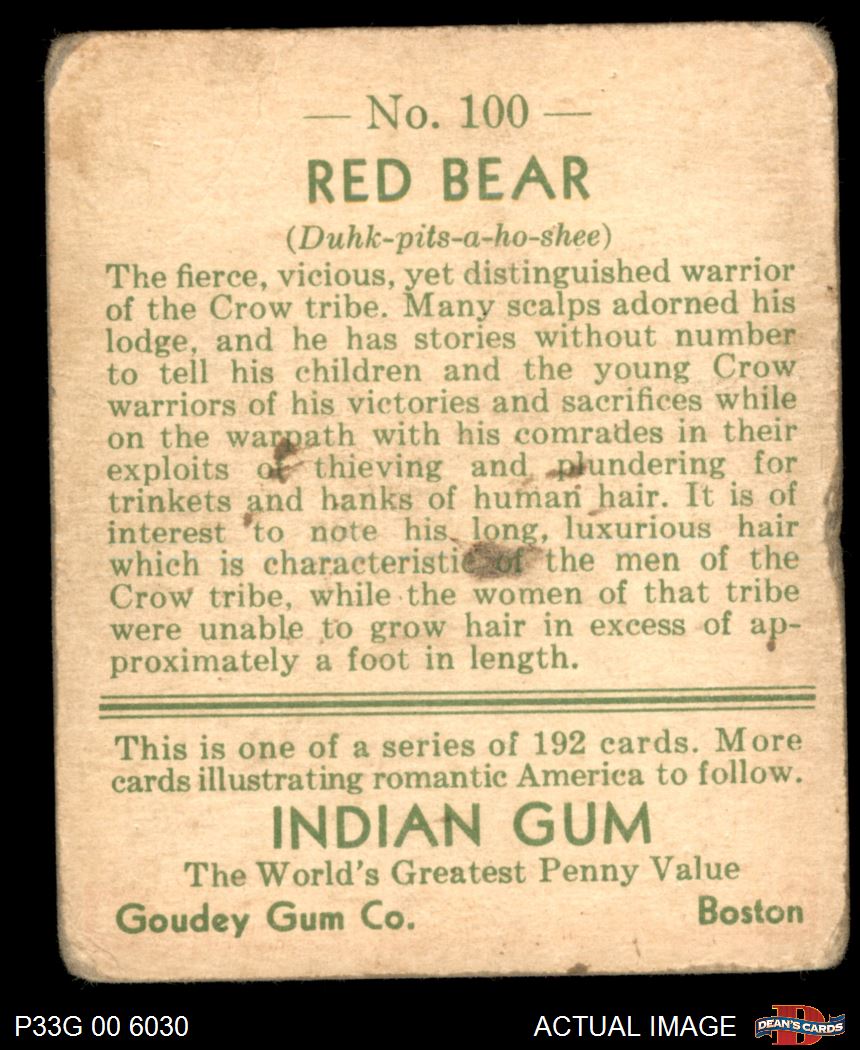 — No. 100 —
RED BEAR
(Duhk-pits-a-ho-shee)
The fierce, vicious, yet distinguished warrior
of the Crow tribe. Many scalps adorned his
lodge, and he has stories without number
to tell his children and the young Crow
warriors of his victories and sacrifices while
on the warpath with his comrades in their
exploits of thieving and plundering for
trinkets and hanks of human hair. It is of
interest to note his long, luxurious hair
which is characteristic of the men of the
Crow tribe, while the women of that tribe
were unable to grow hair in excess of ap-
proximately a foot in length.
This is one of a series of 192 cards. More
cards illustrating romantic America to follow.
INDIAN GUM
The World's Greatest Penny Value
Goudey Gum Co. Boston
P33G 00 6030 ACTUAL IMAGE D DEAN'S CARDS